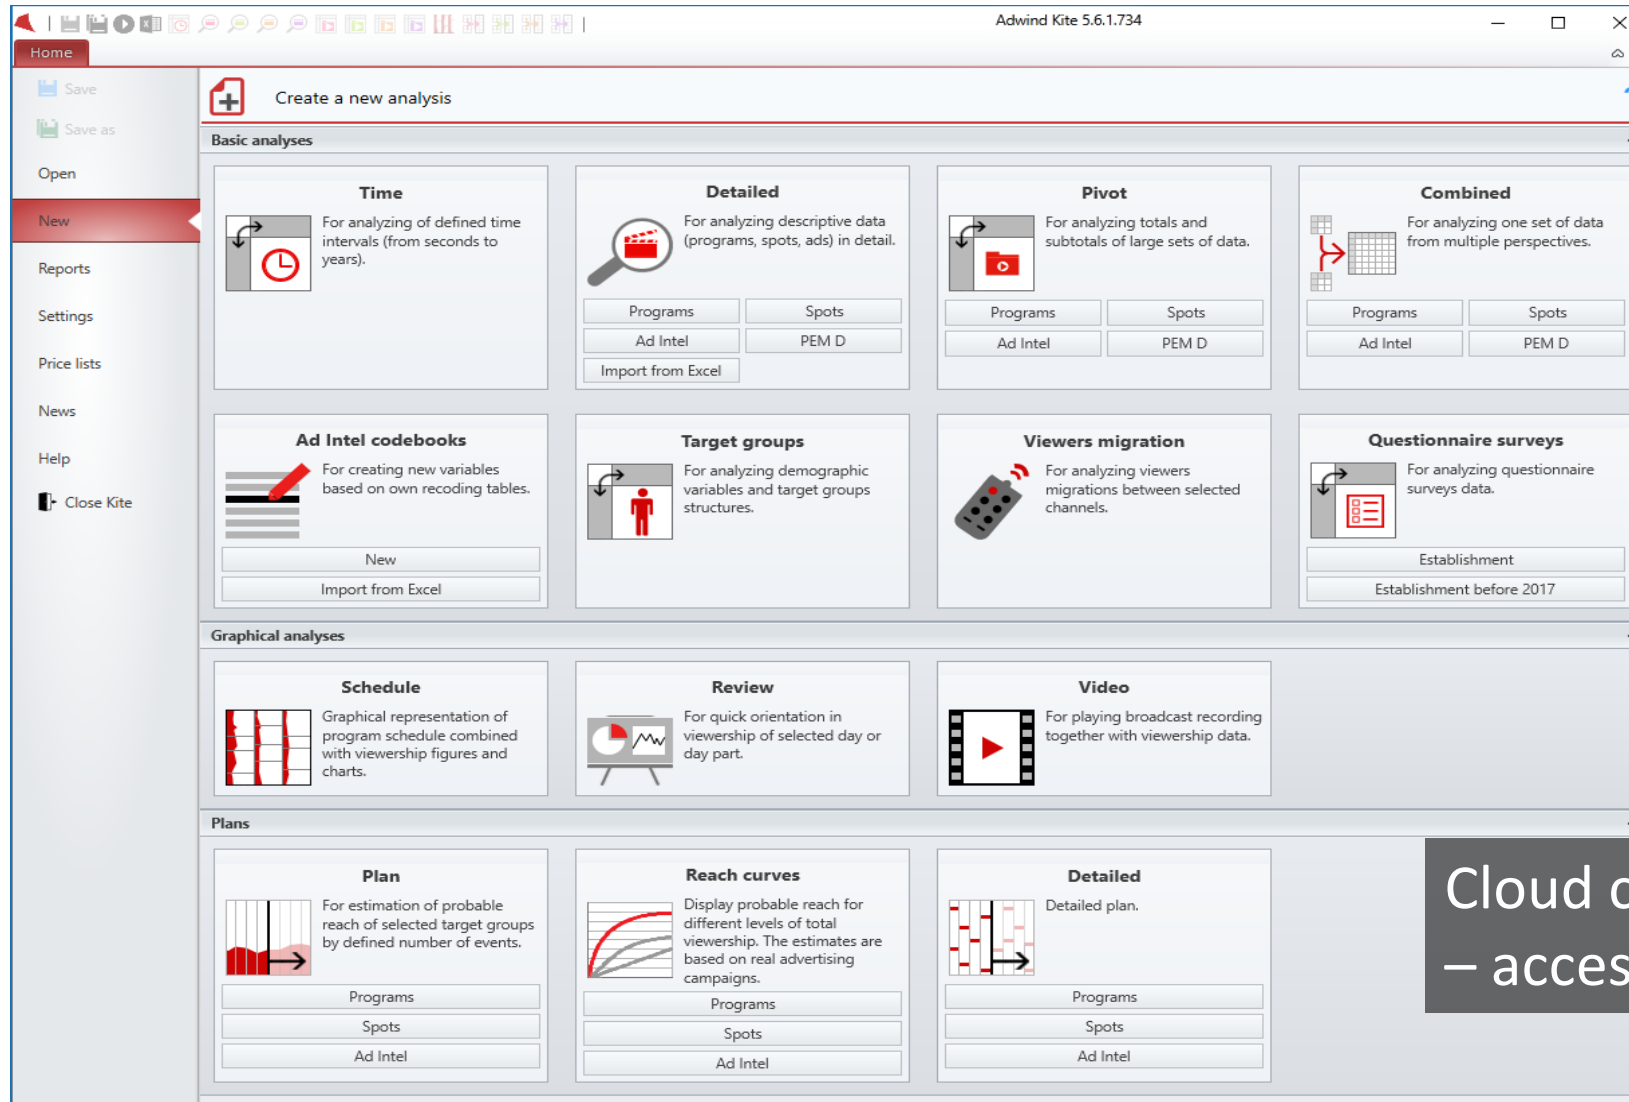 Adwind Kite 5.6.1.734
Home
Save
Save as
Open
New
Reports
Settings
Price lists
News
Help
Close Kite
Create a new analysis
Basic analyses
Time
For analyzing of defined time
intervals (from seconds to
years).
Detailed
For analyzing descriptive data
(programs, spots, ads) in detail.
Programs
Spots
Ad Intel
PEM D
Import from Excel
Pivot
For analyzing totals and
subtotals of large sets of data.
Programs
Spots
Ad Intel
PEM D
Combined
For analyzing one set of data
from multiple perspectives.
Programs
Spots
Ad Intel
PEM D
Ad Intel codebooks
For creating new variables
based on own recoding tables.
New
Import from Excel
Target groups
For analyzing demographic
variables and target groups
structures.
Viewers migration
For analyzing viewers
migrations between selected
channels.
Questionnaire surveys
For analyzing questionnaire
surveys data.
Establishment
Establishment before 2017
Graphical analyses
Schedule
Graphical representation of
program schedule combined
with viewership figures and
charts.
Review
For quick orientation in
viewership of selected day or
day part.
Video
For playing broadcast recording
together with viewership data.
Plans
Plan
For estimation of probable
reach of selected target groups
by defined number of events.
Programs
Spots
Ad Intel
Reach curves
Display probable reach for
different levels of total
viewership. The estimates are
based on real advertising
campaigns.
Programs
Spots
Ad Intel
Detailed
Detailed plan.
Programs
Spots
Ad Intel
Cloud
–